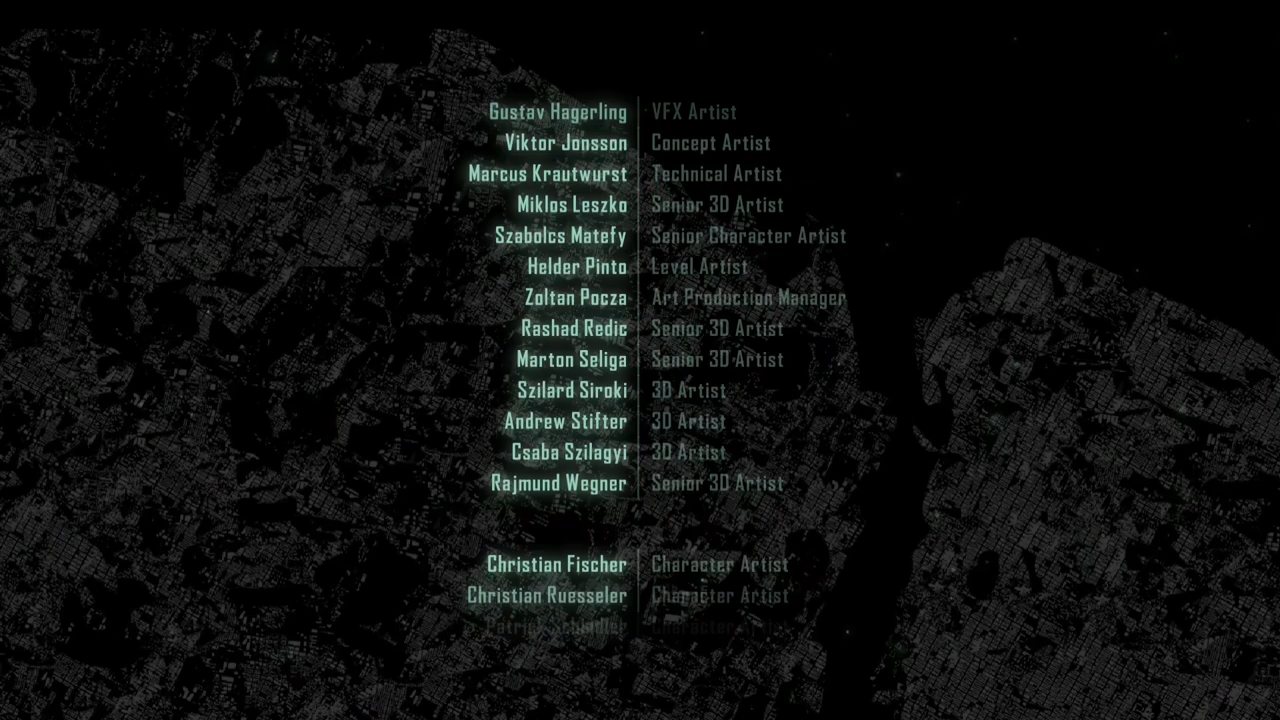 Gustav Hagerling VFX Artist
Viktor Jonsson Concept Artist
Marcus Krautwurst Technical Artist
Miklos Leszko Senior 3D Artist
Szabolcs Matefy Senior Character Artist
Helder Pinto Level Artist
Zoltan Pocza Art Production Manager
Rashad Redic Senior 3D Artist
Marton Seliga Senior 3D Artist
Szilard Siroki 3D Artist
Andrew Stifter 3D Artist
Csaba Szilagyi 3D Artist
Rajmund Wegner Senior 3D Artist
Christian Fischer Character Artist
Christian Ruesseler Character Artist
Patrick Character Artist